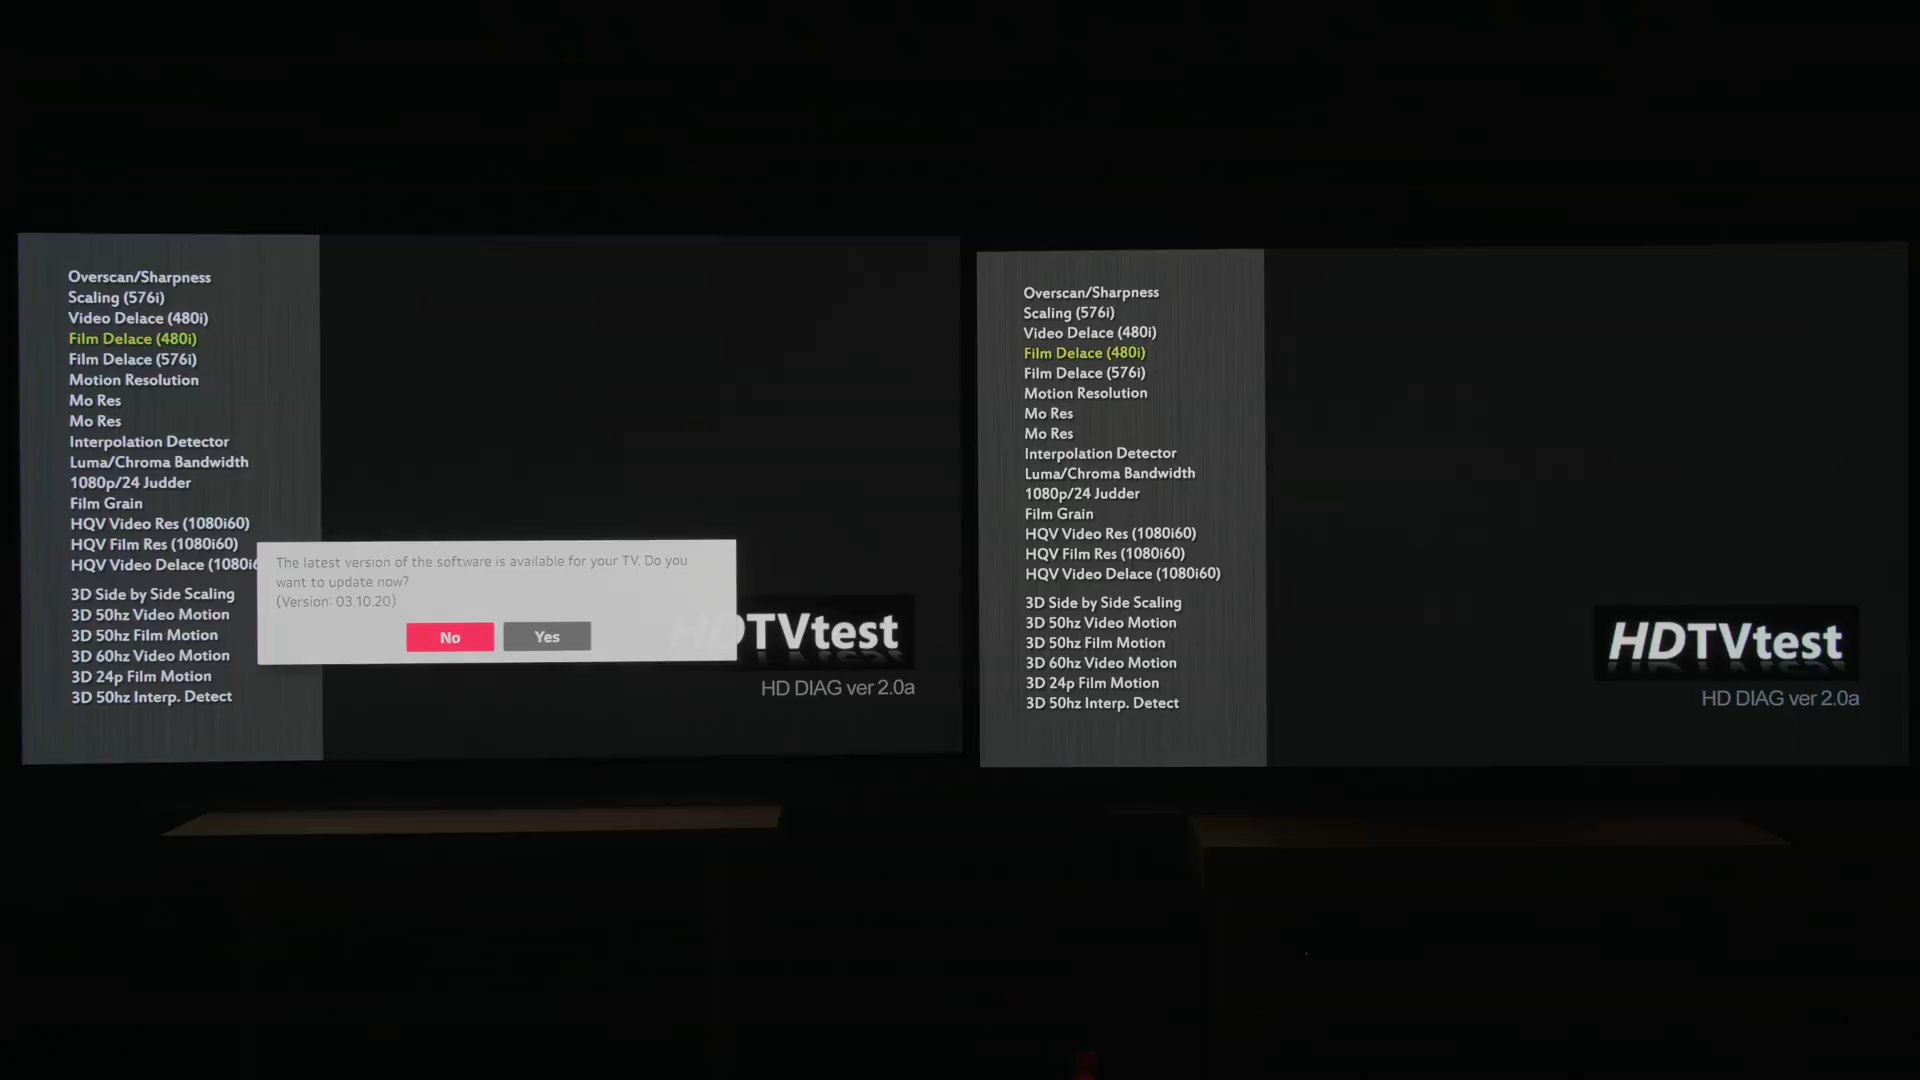 Overscan/Sharpness
Scaling (576i)
Video Delace (480i)
Film Delace (480i)
Film Delace (576i)
Motion Resolution
Mo Res
Mo Res
Interpolation Detector
Luma/Chroma Bandwidth
1080p/24 Judder
Film Grain
HQV Video Res (1080i60)
HQV Film Res (1080i60)
HQV Video Delace (1080i6
3D Side by Side Scaling
3D 50hz Video Motion
3D 50hz Film Motion
3D 60hz Video Motion
3D 24p Film Motion
3D 50hz Interp. Detect
The latest version of the software is available for your TV. Do you
want to update now?
(Version: 03.10.20)
No
Yes
HDTVtest
HD DIAG ver 2.0a
Overscan/Sharpness
Scaling (576i)
Video Delace (480i)
Film Delace (480i)
Film Delace (576i)
Motion Resolution
Mo Res
Mo Res
Interpolation Detector
Luma/Chroma Bandwidth
1080p/24 Judder
Film Grain
HQV Video Res (1080i60)
HQV Film Res (1080i60)
HQV Video Delace (1080i60)
3D Side by Side Scaling
3D 50hz Video Motion
3D 50hz Film Motion
3D 60hz Video Motion
3D 24p Film Motion
3D 50hz Interp. Detect
HDTVtest
HD DIAG ver 2.0a